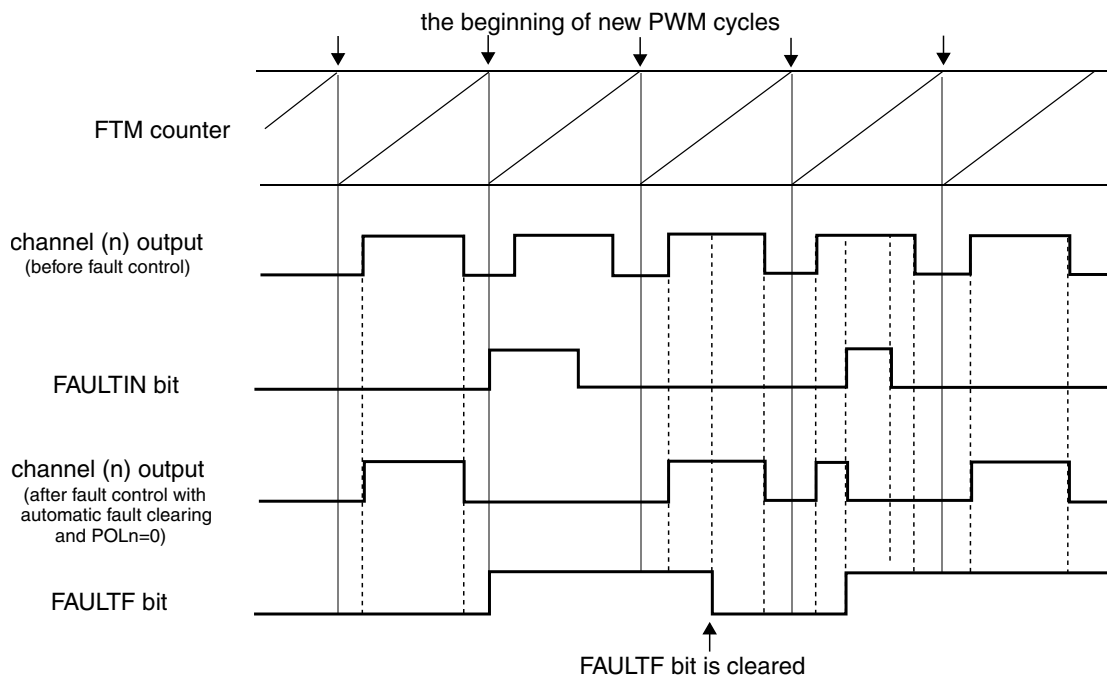 the beginning of new PWM cycles
FTM counter
channel (n) output
(before fault control)
FAULTIN bit
channel (n) output
(after fault control with
automatic fault clearing
and POLn=0)
FAULTF bit
FAULTF bit is cleared